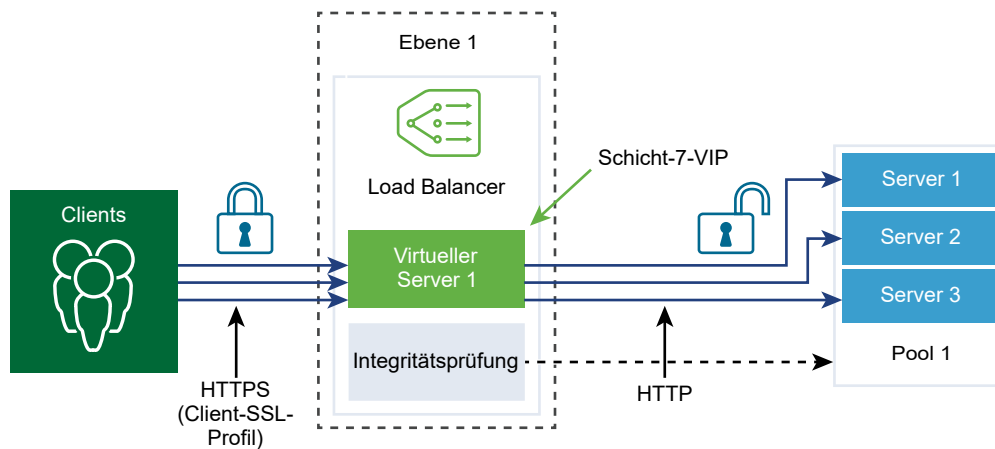 Ebene 1
Load Balancer
Schicht-7-VIP
Clients
Virtueller
Server 1
Server 1
Server 2
Server 3
Pool 1
Integritätsprüfung
HTTPS
(Client-SSL-
Profil)
HTTP